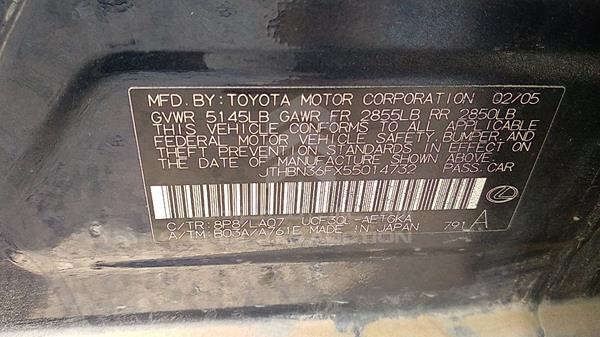 MFD. BY: TOYOTA MOTOR CORPORATION 02/05
GVWR 5145LB GAWR FR 2855LB RR 2850LB
THIS VEHICLE CONFORMS TO ALL APPLICABLE
FEDERAL MOTOR VEHICLE SAFETY, BUMPER, AND
THEFT PREVENTION STANDARDS IN EFFECT ON
THE DATE OF MANUFACTURE SHOWN ABOVE.
JTHBN36FX55014732 PASS. CAR
C/TR: 8P8/LA07 UCF30L-AFTGKA
A/TM: B03A/A761E MADE IN JAPAN 791 A